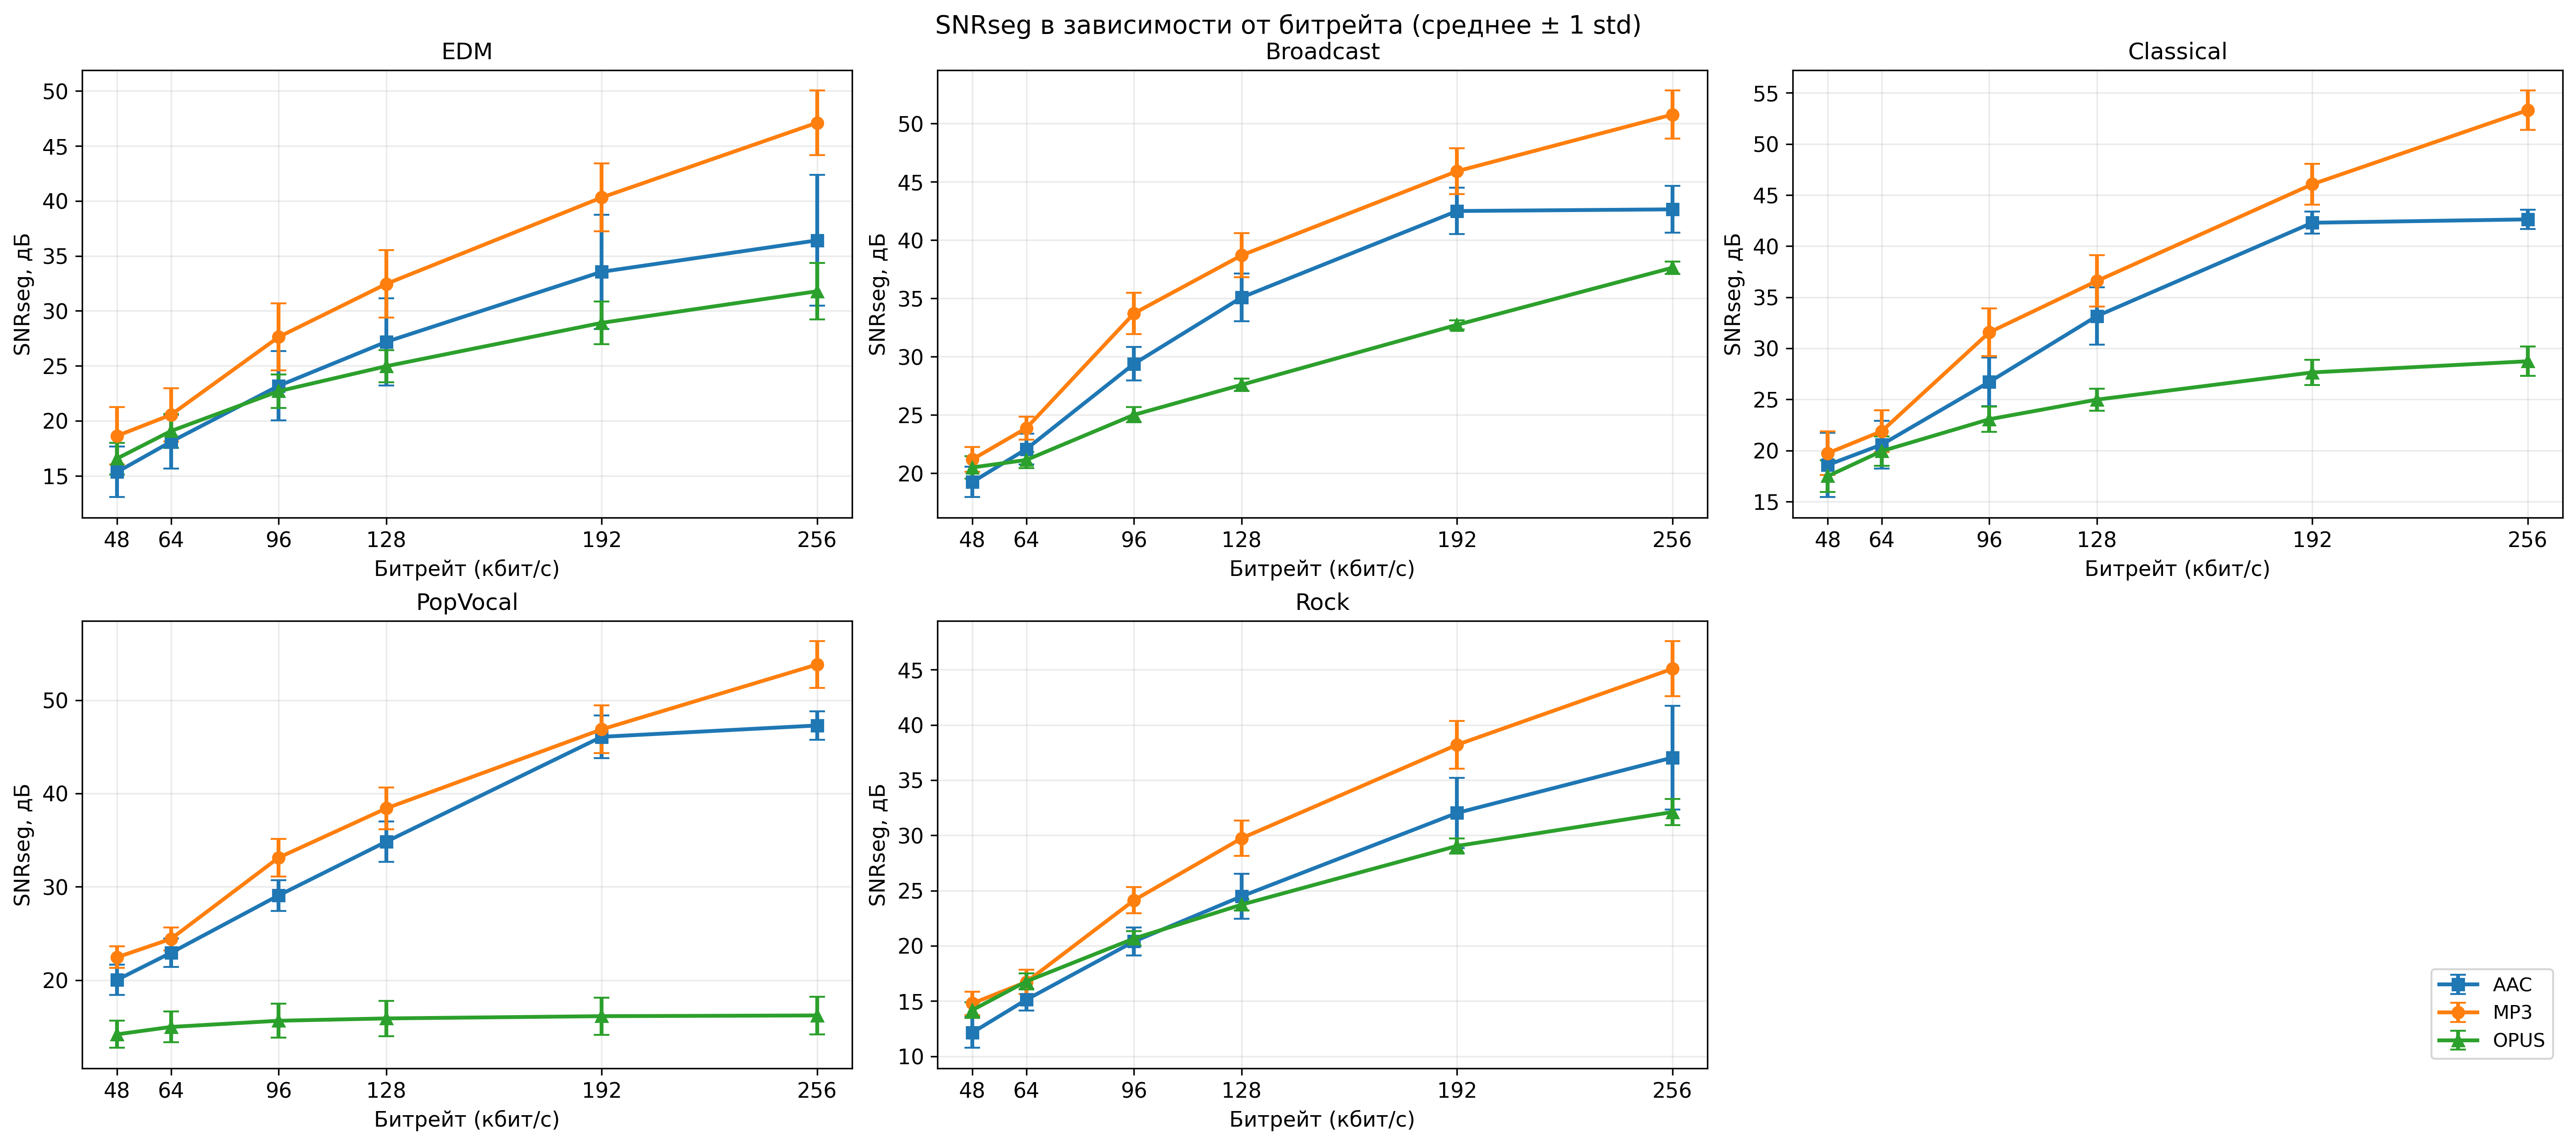 SNRseg в зависимости от битрейта (среднее ± 1 std)
EDM
50
45
40
35
30
25
20
15
SNRseg, дБ
48 64 96 128 192 256
Битрейт (кбит/с)
Broadcast
50
45
40
35
30
25
20
SNRseg, дБ
48 64 96 128 192 256
Битрейт (кбит/с)
Classical
55
50
45
40
35
30
25
20
15
SNRseg, дБ
48 64 96 128 192 256
Битрейт (кбит/с)
PopVocal
50
40
30
20
SNRseg, дБ
48 64 96 128 192 256
Битрейт (кбит/с)
Rock
45
40
35
30
25
20
15
10
SNRseg, дБ
48 64 96 128 192 256
Битрейт (кбит/с)
AAC
MP3
OPUS